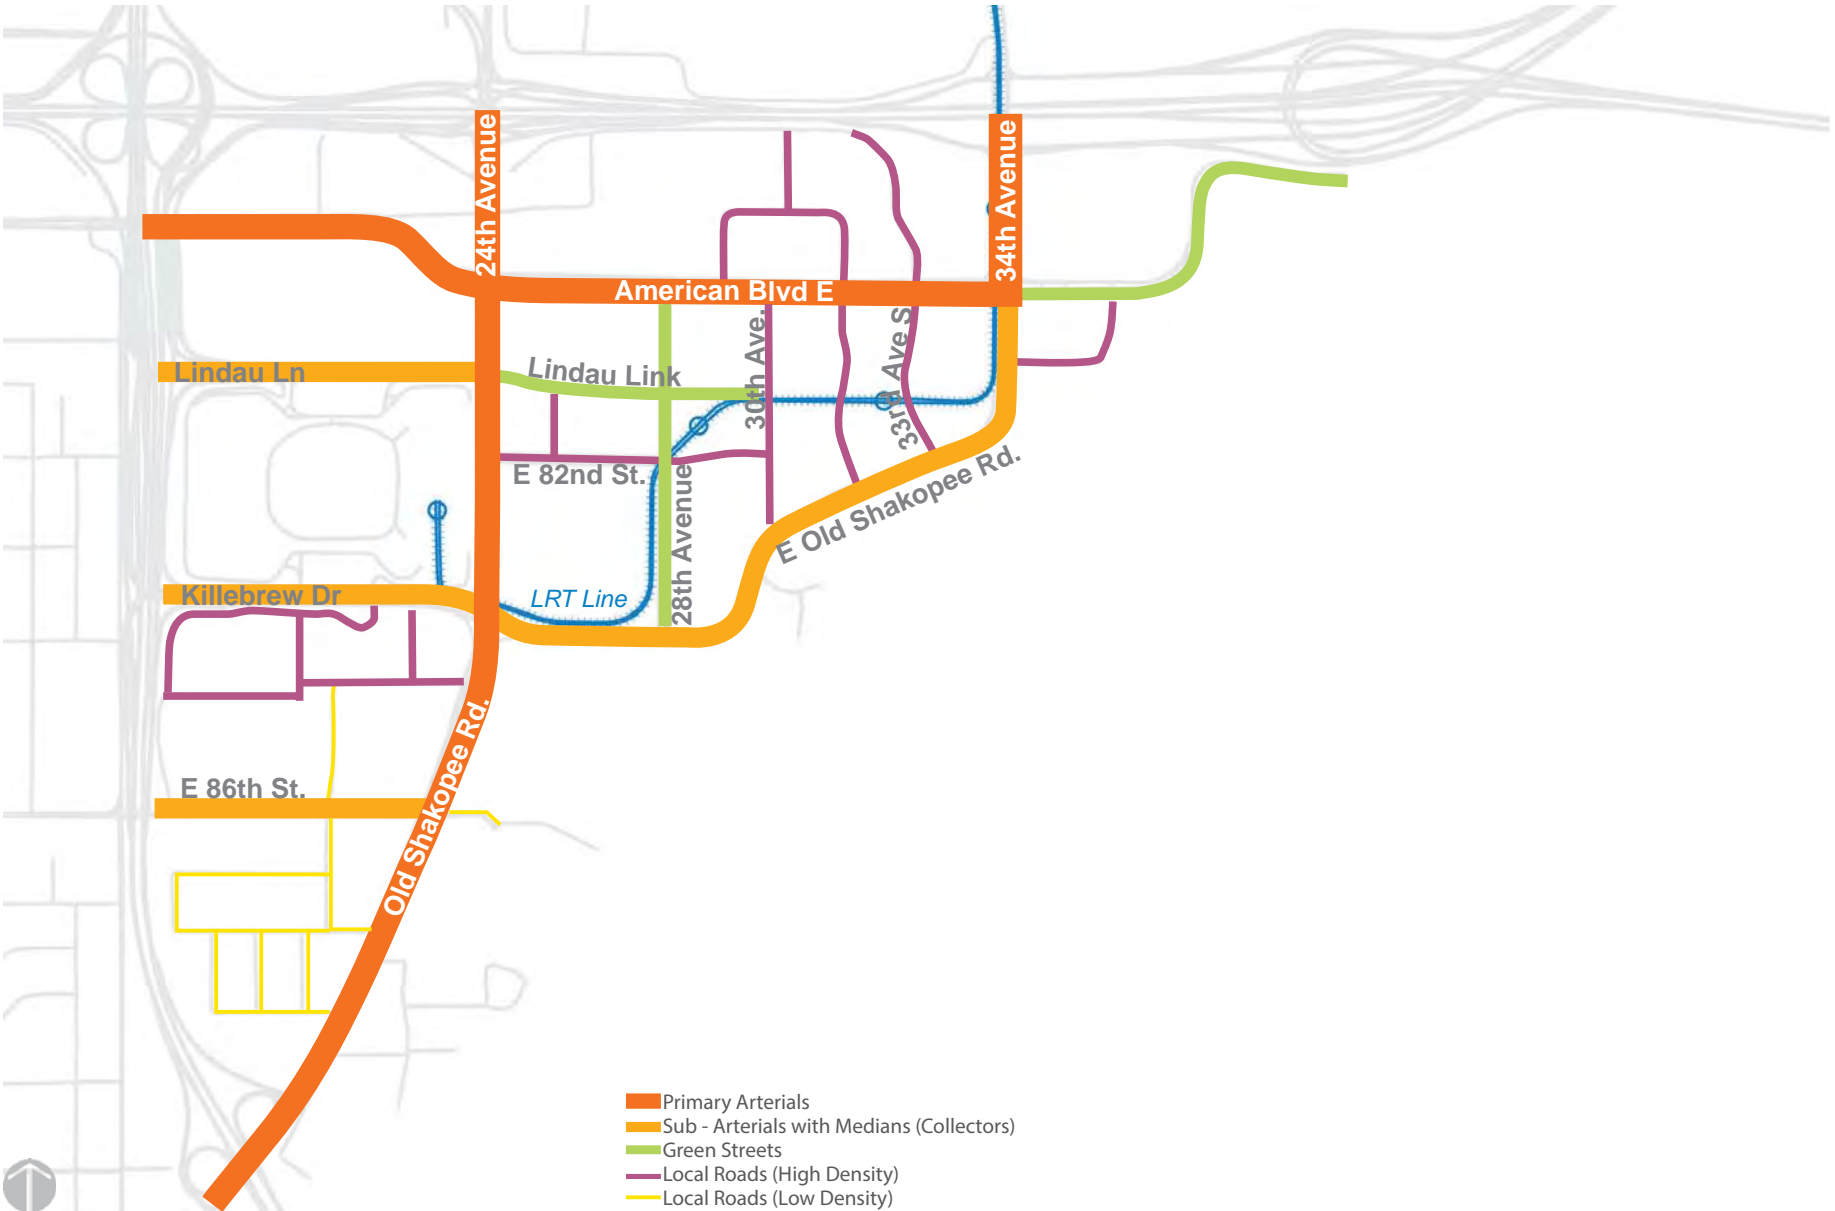 24th Avenue
34th Avenue
American Blvd E
30th Ave.
33rd Ave S
Lindau Ln
Lindau Link
E 82nd St.
E Old Shakopee Rd.
28th Avenue
Killebrew Dr
LRT Line
Old Shakopee Rd.
E 86th St.
Primary Arterials
Sub - Arterials with Medians (Collectors)
Green Streets
Local Roads (High Density)
Local Roads (Low Density)